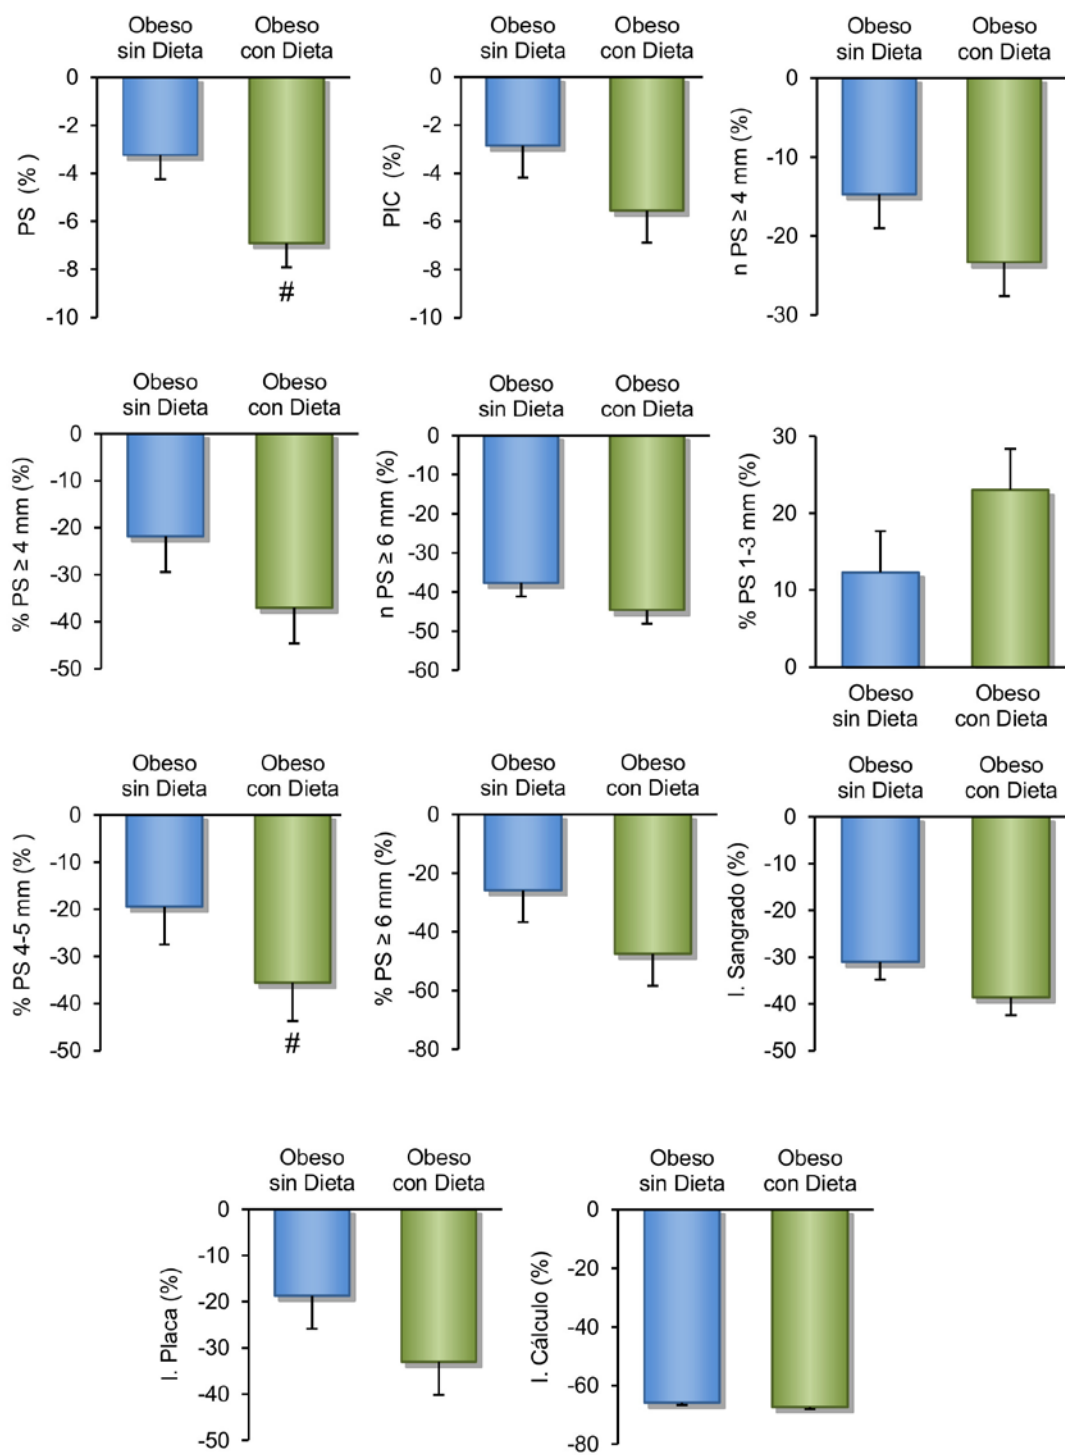 Obeso
sin Dieta
Obeso
con Dieta
0
-2
-4
-6
-8
-10
PS (%)
#
Obeso
sin Dieta
Obeso
con Dieta
0
-2
-4
-6
-8
-10
PIC (%)
Obeso
sin Dieta
Obeso
con Dieta
0
-10
-20
-30
n PS ≥ 4 mm (%)
Obeso
sin Dieta
Obeso
con Dieta
0
-10
-20
-30
-40
-50
% PS ≥ 4 mm (%)
Obeso
sin Dieta
Obeso
con Dieta
0
-10
-20
-30
-40
-50
-60
n PS ≥ 6 mm (%)
30
20
10
0
% PS 1-3 mm (%)
Obeso
sin Dieta
Obeso
con Dieta
Obeso
sin Dieta
Obeso
con Dieta
0
-10
-20
-30
-40
-50
% PS 4-5 mm (% )
#
Obeso
sin Dieta
Obeso
con Dieta
0
-20
-40
-60
-80
% PS ≥ 6 mm (%)
Obeso
sin Dieta
Obeso
con Dieta
0
-10
-20
-30
-40
-50
I. Sangrado (%)
Obeso
sin Dieta
Obeso
con Dieta
0
-10
-20
-30
-40
-50
I. Placa (%)
Obeso
sin Dieta
Obeso
con Dieta
0
-20
-40
-60
-80
I. Cálculo (%)